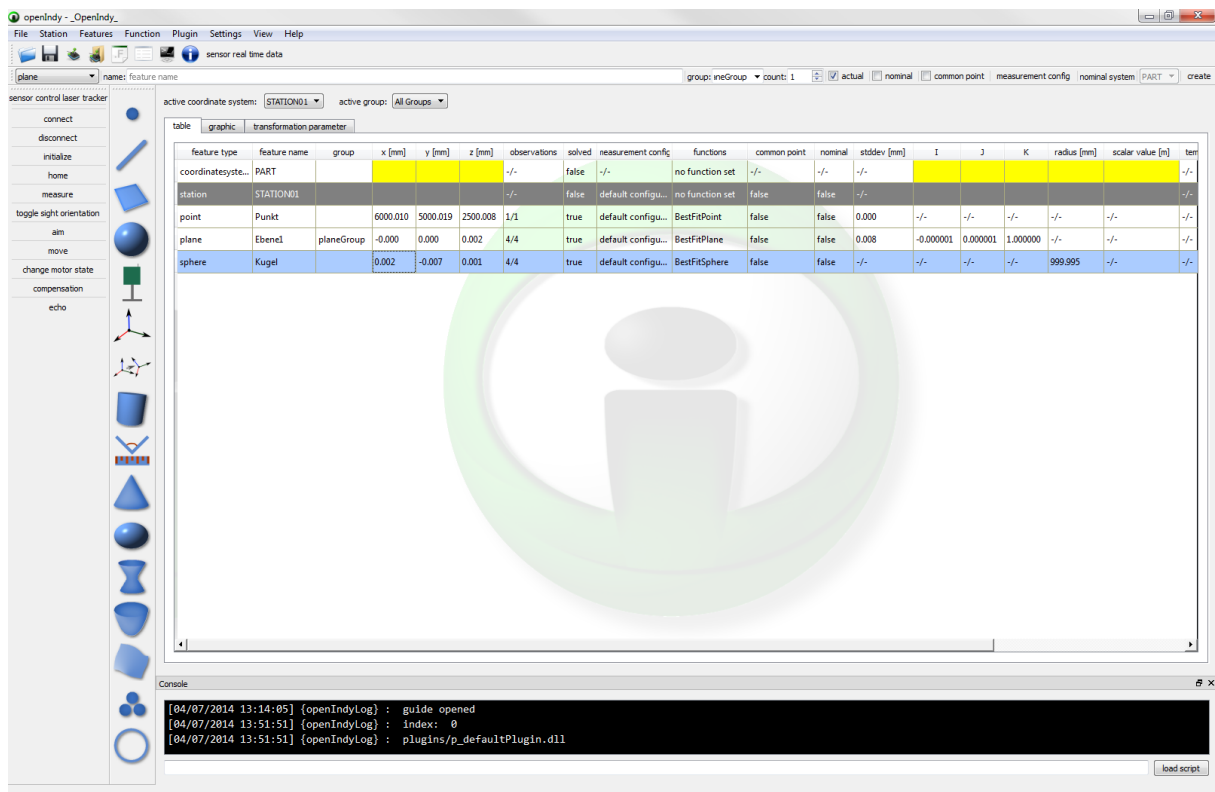 openIndy - _OpenIndy_
File Station Features Function Plugin Settings View Help
sensor real time data
plane name: feature name group: ineGroup count: 1 actual nominal common point measurement config nominal system PART create
sensor control laser tracker
connect
disconnect
initialize
home
measure
toggle sight orientation
aim
move
change motor state
compensation
echo
active coordinate system: STATION01 active group: All Groups
table graphic transformation parameter
feature type feature name group x [mm] y [mm] z [mm] observations solved neasurement config functions common point nominal stddev [mm] I J K radius [mm] scalar value [m] tem
coordinatesyste... PART -/- false -/- no function set -/- -/- -/- -/-
station STATION01 -/- false default configu... no function set false false -/- -/-
point Punkt 6000.010 5000.019 2500.008 1/1 true default configu... BestFitPoint false false 0.000 -/- -/- -/- -/- -/- -/-
plane Ebene1 planeGroup -0.000 0.000 0.002 4/4 true default configu... BestFitPlane false false 0.008 -0.000001 0.000001 1.000000 -/- -/- -/-
sphere Kugel 0.002 -0.007 0.001 4/4 true default configu... BestFitSphere false false -/- -/- -/- -/- 999.995 -/- -/-
Console
[04/07/2014 13:14:05] {openIndyLog} : guide opened
[04/07/2014 13:51:51] {openIndyLog} : index: 0
[04/07/2014 13:51:51] {openIndyLog} : plugins/p_defaultPlugin.dll
load script